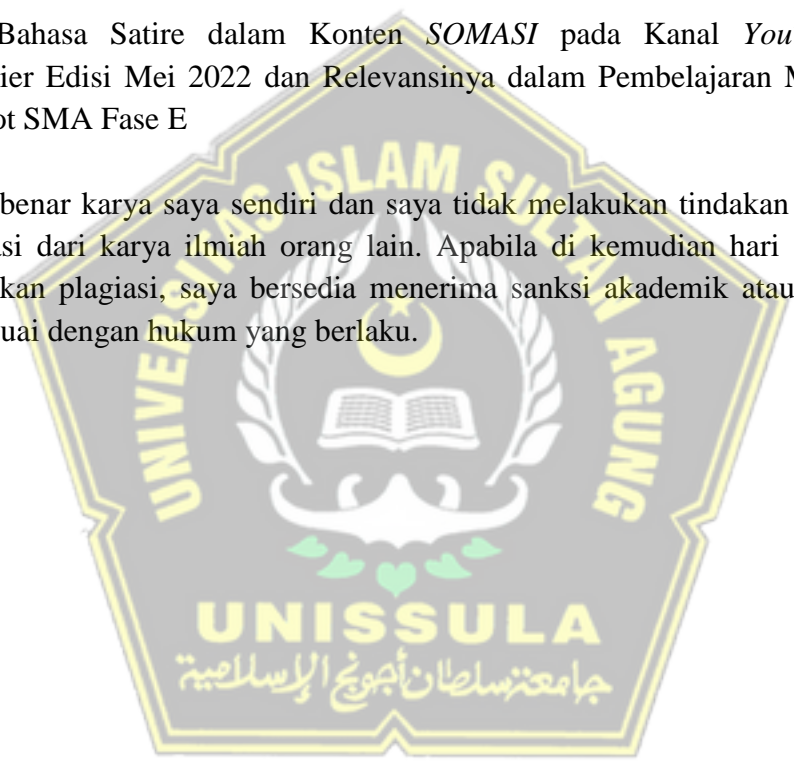 Bahasa Satire dalam Konten SOMASI pada Kanal You
ier Edisi Mei 2022 dan Relevansinya dalam Pembelajaran M
ot SMA Fase E
benar karya saya sendiri dan saya tidak melakukan tindakan
asi dari karya ilmiah orang lain. Apabila di kemudian hari
kan plagiasi, saya bersedia menerima sanksi akademik atau
uai dengan hukum yang berlaku.
UNIVERSITAS ISLAM SULTAN AGUNG
UNISSULA
جامعة سلطان أجونج الإسلامية